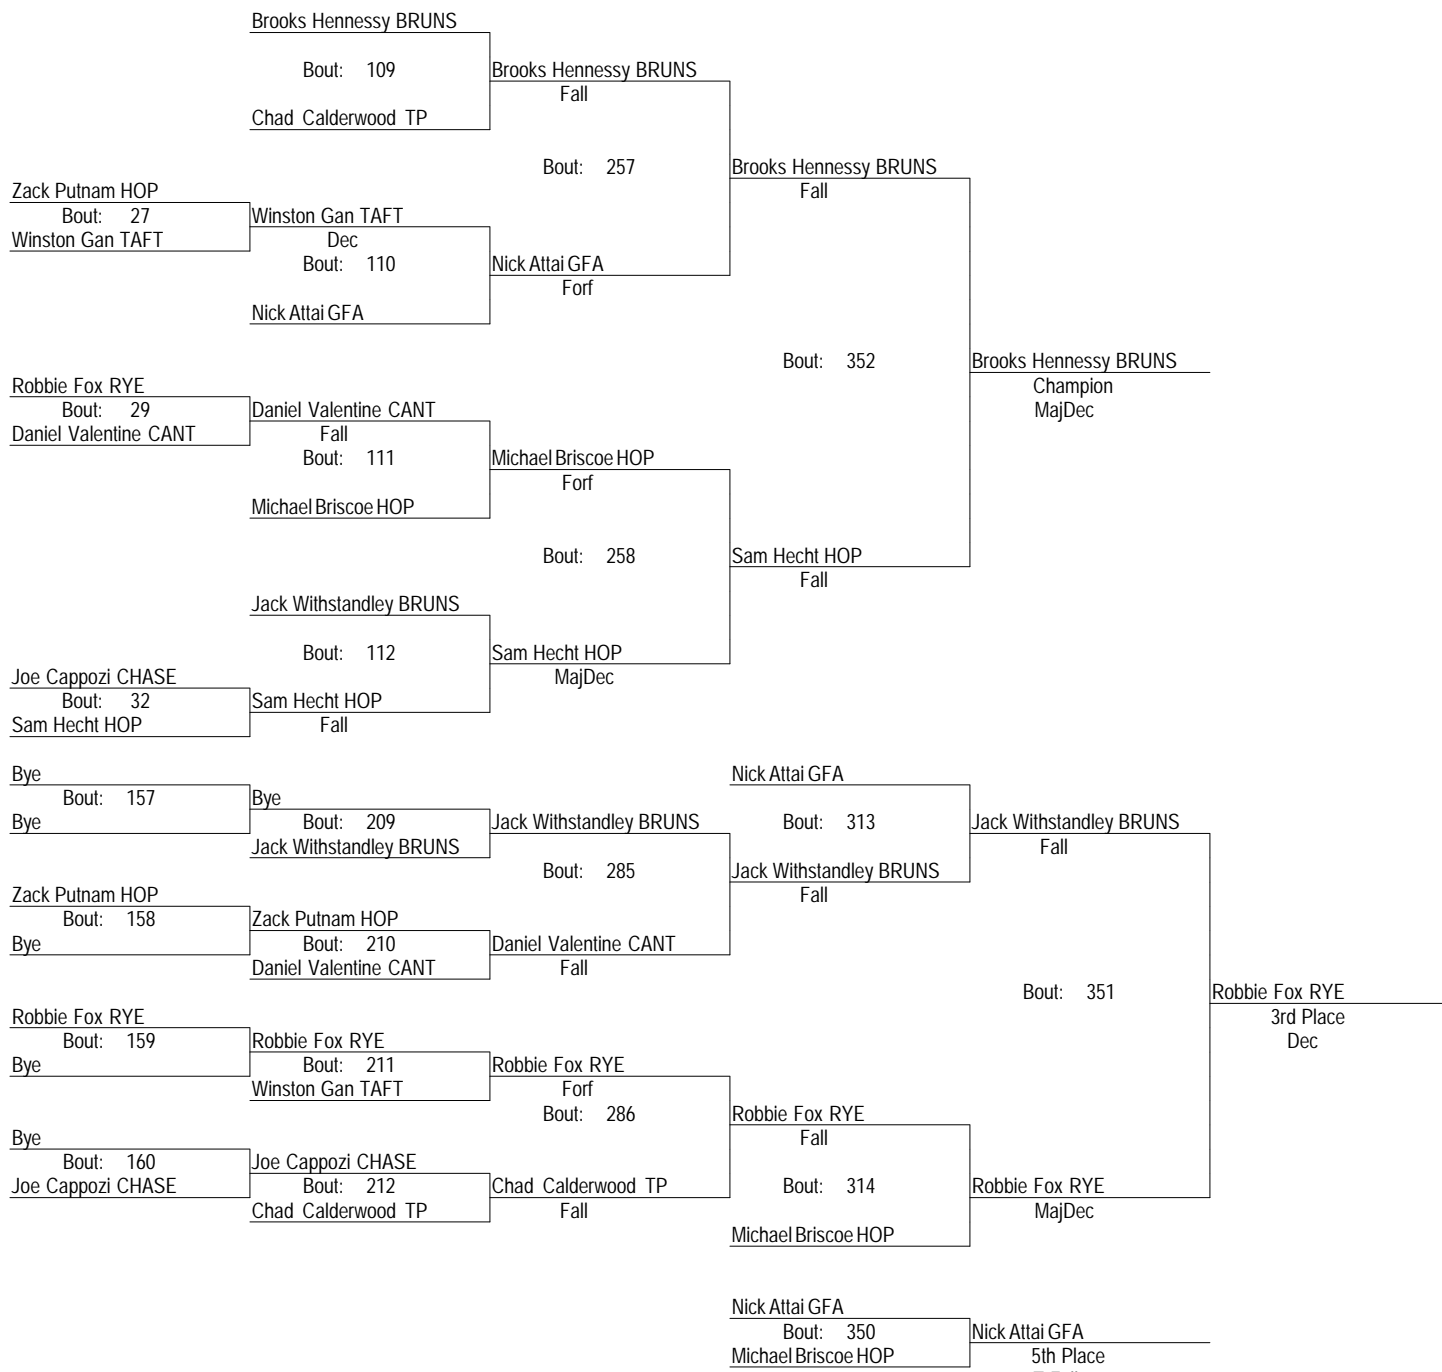 Brooks Hennessy BRUNS
Bout: 109
Brooks Hennessy BRUNS
Fall
Chad Calderwood TP
Bout: 257
Brooks Hennessy BRUNS
Fall
Zack Putnam HOP
Bout: 27
Winston Gan TAFT
Winston Gan TAFT
Dec
Bout: 110
Nick Attai GFA
Forf
Nick Attai GFA
Bout: 352
Brooks Hennessy BRUNS
Champion
MajDec
Robbie Fox RYE
Bout: 29
Daniel Valentine CANT
Daniel Valentine CANT
Fall
Bout: 111
Michael Briscoe HOP
Forf
Michael Briscoe HOP
Bout: 258
Sam Hecht HOP
Fall
Jack Withstandley BRUNS
Bout: 112
Sam Hecht HOP
MajDec
Joe Cappozi CHASE
Bout: 32
Sam Hecht HOP
Sam Hecht HOP
Fall
Bye
Bout: 157
Bye
Bye
Bout: 209
Jack Withstandley BRUNS
Jack Withstandley BRUNS
Nick Attai GFA
Bout: 313
Jack Withstandley BRUNS
Fall
Bout: 285
Jack Withstandley BRUNS
Fall
Zack Putnam HOP
Bout: 158
Bye
Zack Putnam HOP
Bout: 210
Daniel Valentine CANT
Daniel Valentine CANT
Fall
Bout: 351
Robbie Fox RYE
3rd Place
Dec
Robbie Fox RYE
Bout: 159
Bye
Robbie Fox RYE
Bout: 211
Winston Gan TAFT
Robbie Fox RYE
Forf
Bout: 286
Robbie Fox RYE
Fall
Bye
Bout: 160
Joe Cappozi CHASE
Joe Cappozi CHASE
Bout: 212
Chad Calderwood TP
Chad Calderwood TP
Fall
Bout: 314
Robbie Fox RYE
MajDec
Michael Briscoe HOP
Nick Attai GFA
Bout: 350
Michael Briscoe HOP
Nick Attai GFA
5th Place